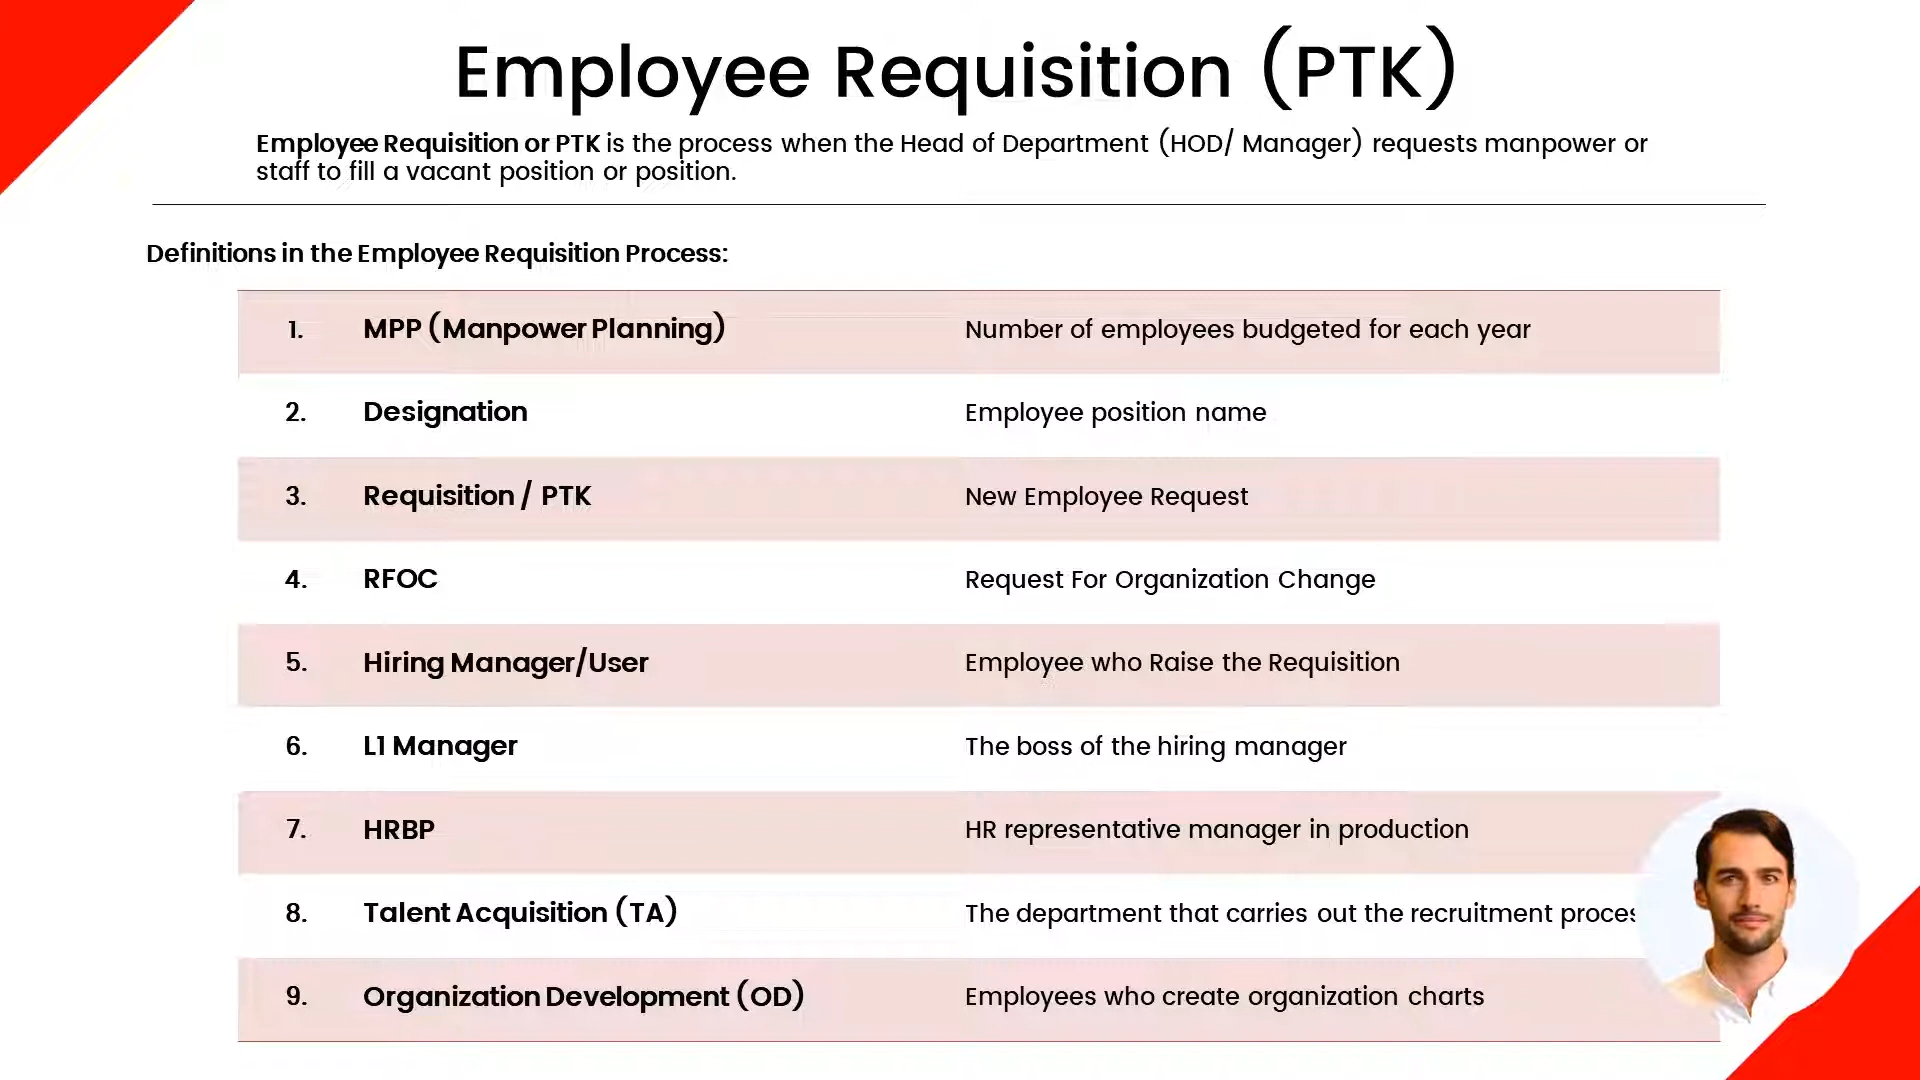 Employee Requisition (PTK)
Employee Requisition or PTK is the process when the Head of Department (HOD/ Manager) requests manpower or
staff to fill a vacant position or position.
Definitions in the Employee Requisition Process:
1. MPP (Manpower Planning) Number of employees budgeted for each year
2. Designation Employee position name
3. Requisition / PTK New Employee Request
4. RFOC Request For Organization Change
5. Hiring Manager/User Employee who Raise the Requisition
6. L1 Manager The boss of the hiring manager
7. HRBP HR representative manager in production
8. Talent Acquisition (TA) The department that carries out the recruitment
9. Organization Development (OD) Employees who create organization charts